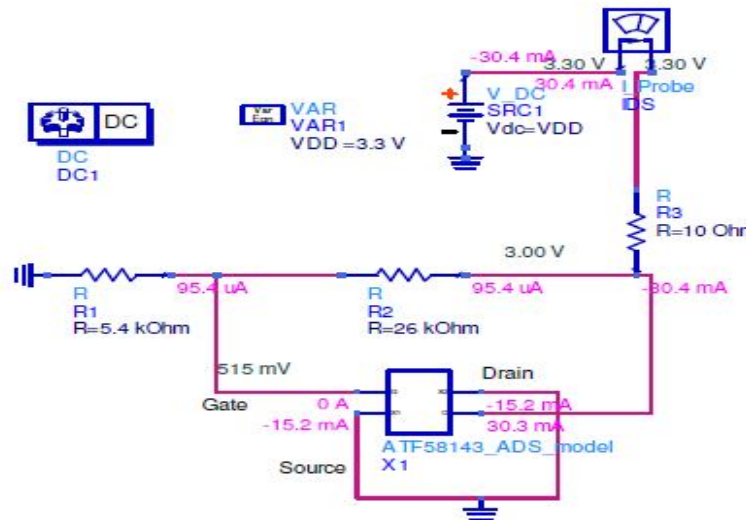 -30.4 mA
3.30 V
3.30 V
30.4 mA
I_Probe
IDS
V_DC
SRC1
Vdc=VDD
DC
DC
DC1
Var
Eqn
VAR
VAR1
VDD =3.3 V
R
R3
R=10 Ohm
3.00 V
95.4 uA
95.4 uA
-30.4 mA
R
R1
R=5.4 kOhm
R
R2
R=26 kOhm
515 mV
Gate
Drain
0 A
-15.2 mA
-15.2 mA
30.3 mA
ATF58143_ADS_model
X1
Source